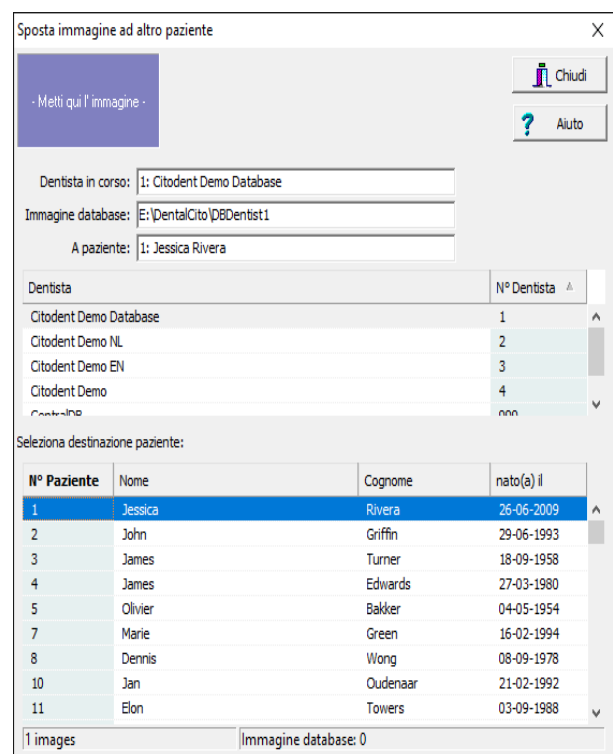 Sposta immagine ad altro paziente
- Metti qui l' immagine -
Chiudi
? Aiuto
Dentista in corso: 1: Citodent Demo Database
Immagine database: E:\DentalCito\DBDentist1
A paziente: 1: Jessica Rivera
Dentista N° Dentista
Citodent Demo Database 1
Citodent Demo NL 2
Citodent Demo EN 3
Citodent Demo 4
CentralDB
Seleziona destinazione paziente:
N° Paziente Nome Cognome nato(a) il
1 Jessica Rivera 26-06-2009
2 John Griffin 29-06-1993
3 James Turner 18-09-1958
4 James Edwards 27-03-1980
5 Olivier Bakker 04-05-1954
7 Marie Green 16-02-1994
8 Dennis Wong 08-09-1978
10 Jan Oudenaar 21-02-1992
11 Elon Towers 03-09-1988
1 images Immagine database: 0